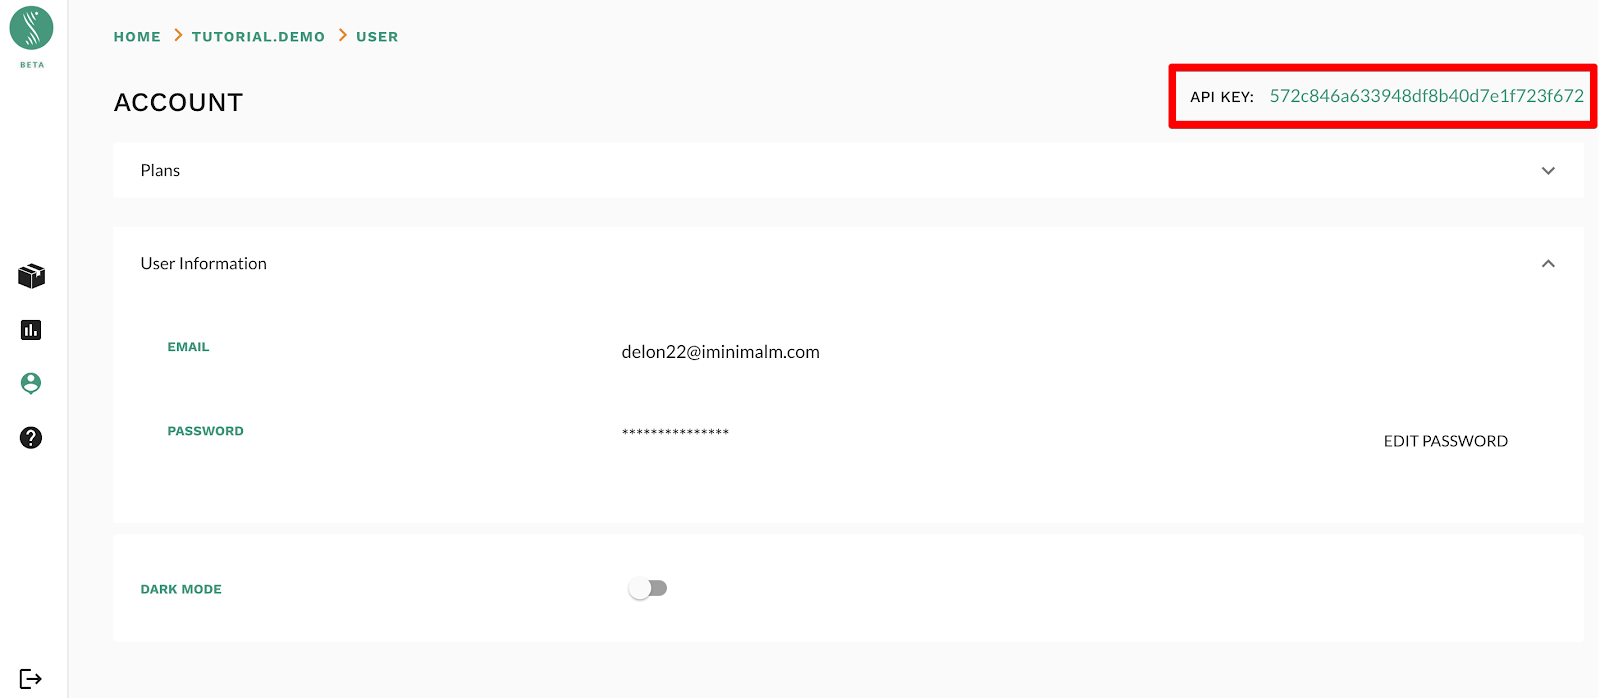 BETA
HOME > TUTORIAL.DEMO > USER
ACCOUNT
API KEY: 572c846a633948df8b40d7e1f723f672
Plans
User Information
EMAIL
delon22@iminimalm.com
PASSWORD
***************
EDIT PASSWORD
DARK MODE